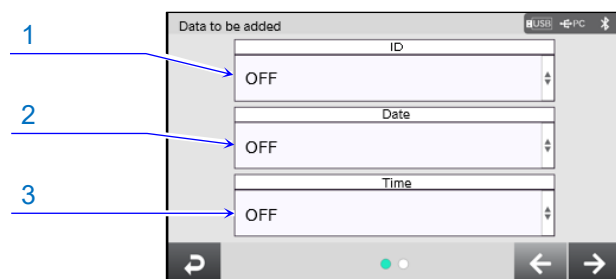 Data to be added
USB PC
1
ID
OFF
2
Date
OFF
3
Time
OFF